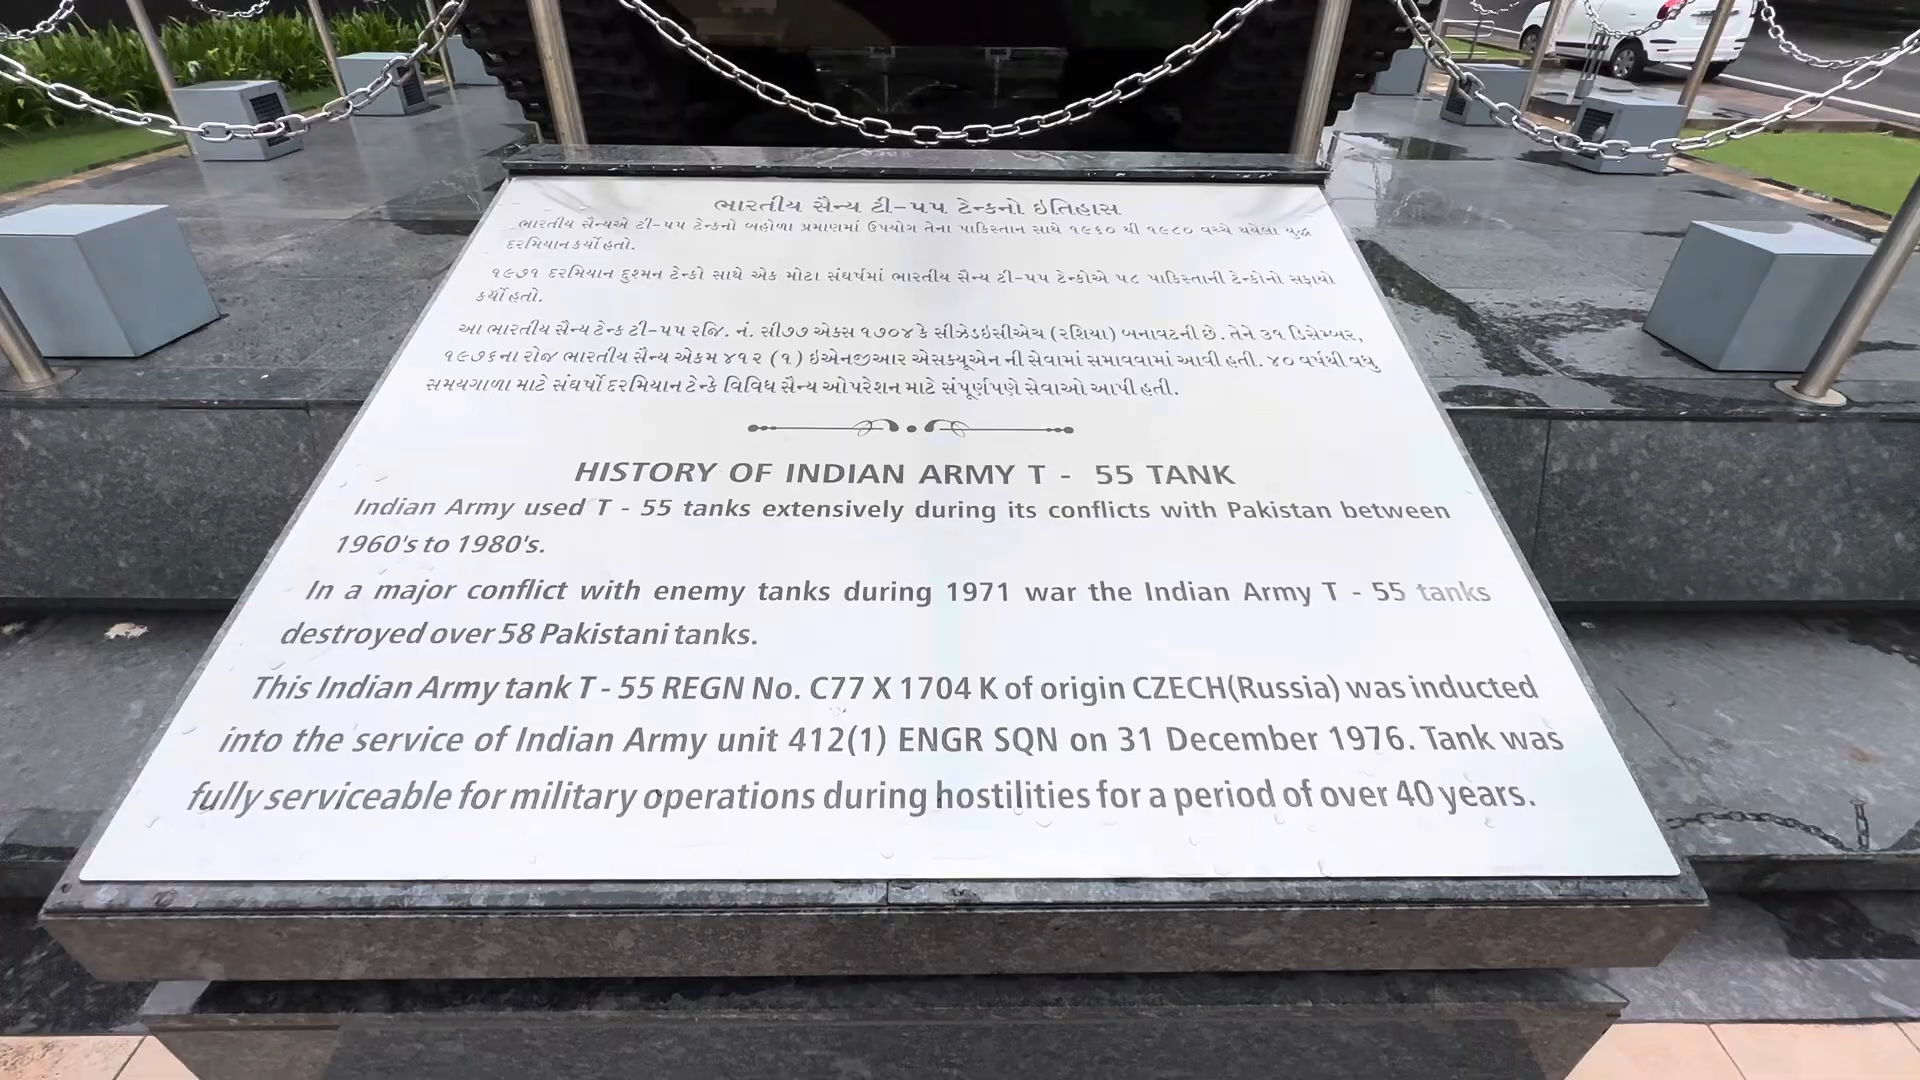 ભારતીય સૈન્ય ટી-૫૫ ટેન્કનો ઇતિહાસ
ભારતીય સૈન્યએ ટી-૫૫ ટેન્કનો બહોળા પ્રમાણમાં ઉપયોગ તેના પાકિસ્તાન સાથે ૧૯૬૦ થી ૧૯૮૦ વચ્ચે થયેલા યુદ્ધ
દરમિયાન કર્યો હતો.
૧૯૭૧ દરમિયાન દુશ્મન ટેન્કો સાથે એક મોટા સંઘર્ષમાં ભારતીય સૈન્ય ટી-૫૫ ટેન્કોએ ૫૮ પાકિસ્તાની ટેન્કોનો સફાયો
કર્યો હતો.
આ ભારતીય સૈન્ય ટેન્ક ટી-૫૫ રજિ. નં. સી૭૭ એક્સ ૧૭૦૪ કે સીઝેડઇસીએચ (રશિયા) બનાવટની છે. તેને ૩૧ ડિસેમ્બર,
૧૯૭૬ના રોજ ભારતીય સૈન્ય એકમ ૪૧૨ (૧) ઇએનજીઆર એસક્યૂએન ની સેવામાં સમાવવામાં આવી હતી. ૪૦ વર્ષથી વધુ
સમયગાળા માટે સંઘર્ષો દરમિયાન ટેન્કે વિવિધ સૈન્ય ઓપરેશન માટે સંપૂર્ણપણે સેવાઓ આપી હતી.
HISTORY OF INDIAN ARMY T - 55 TANK
Indian Army used T - 55 tanks extensively during its conflicts with Pakistan between
1960's to 1980's.
In a major conflict with enemy tanks during 1971 war the Indian Army T - 55 tanks
destroyed over 58 Pakistani tanks.
This Indian Army tank T - 55 REGN No. C77 X 1704 K of origin CZECH(Russia) was inducted
into the service of Indian Army unit 412(1) ENGR SQN on 31 December 1976. Tank was
fully serviceable for military operations during hostilities for a period of over 40 years.